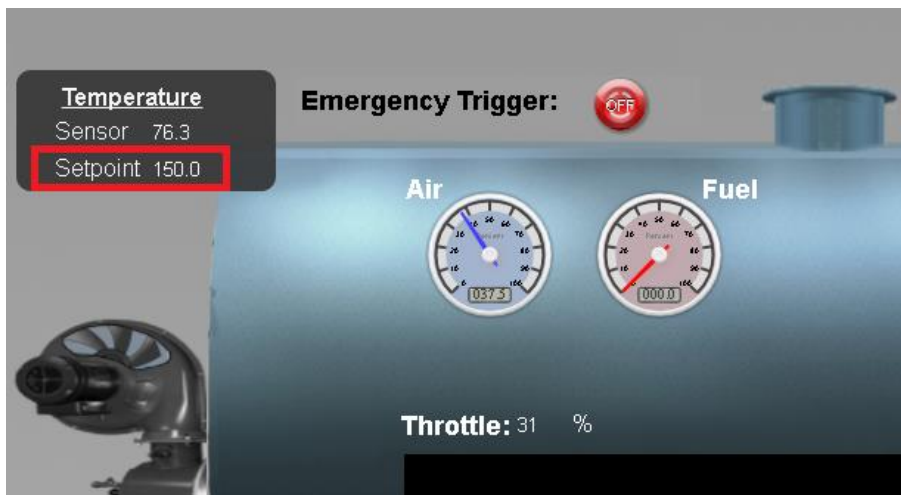 Temperature
Sensor 76.3
Setpoint 150.0
Emergency Trigger: OFF
Air
Fuel
037.5
000.0
Throttle: 31 %